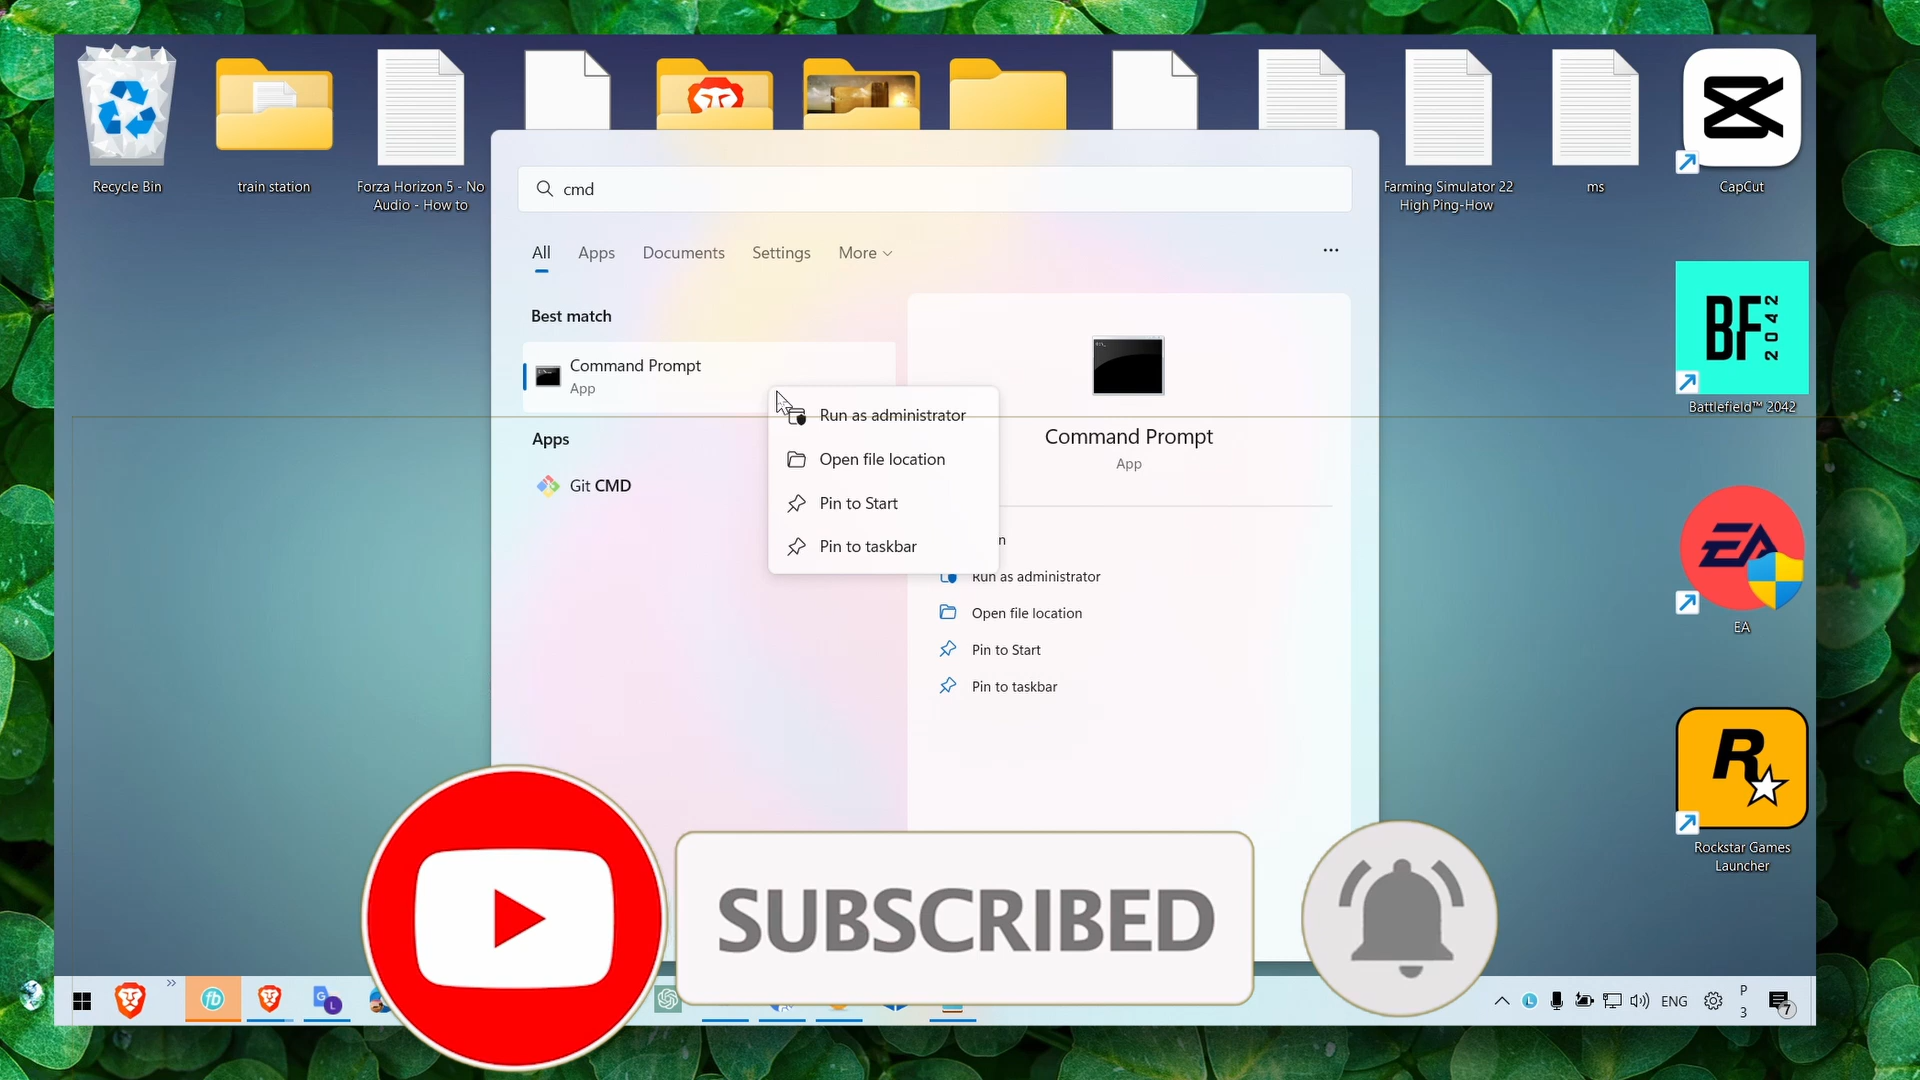 Recycle Bin
train station
Forza Horizon 5 - No
Audio - How to
Farming Simulator 22
High Ping-How
ms
CapCut
cmd
All
Apps
Documents
Settings
More
Best match
Command Prompt
App
Apps
Git CMD
Run as administrator
Open file location
Pin to Start
Pin to taskbar
Command Prompt
App
n
Run as administrator
Open file location
Pin to Start
Pin to taskbar
BF
2042
Battlefield™ 2042
EA
EA
R
Rockstar Games
Launcher
SUBSCRIBED
fb
G
L
L
ENG
P
3
7